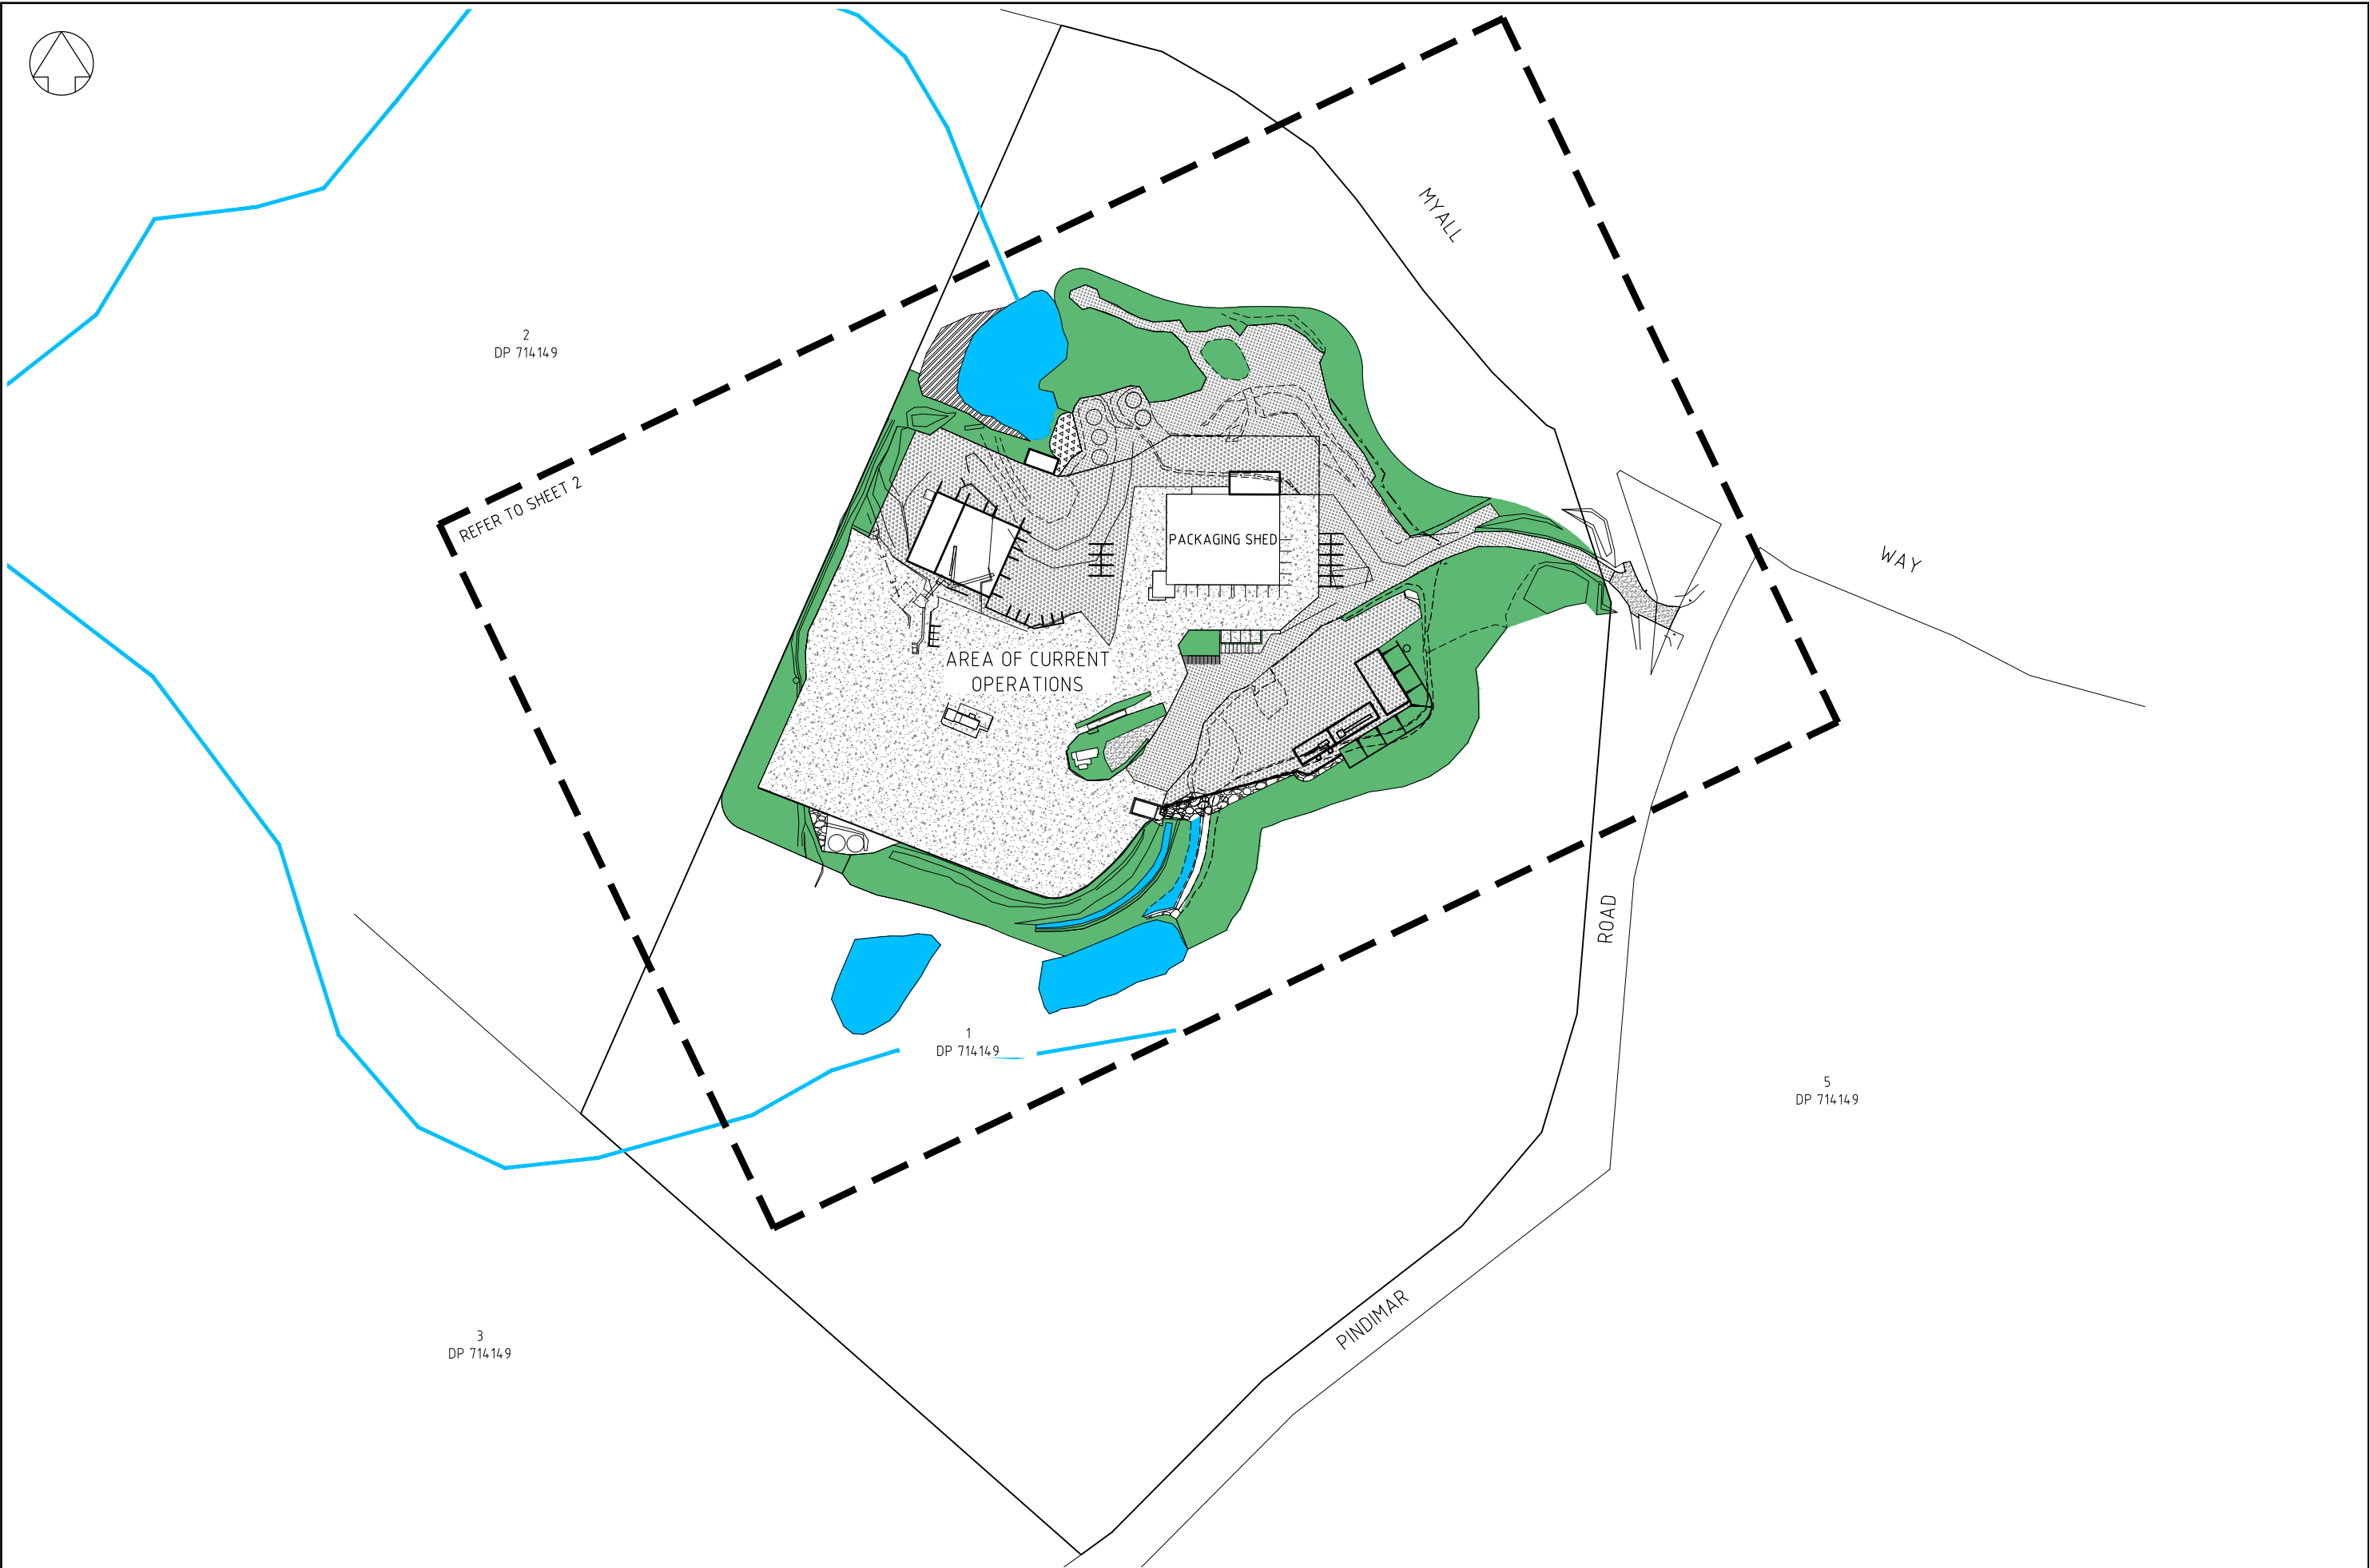 MYALL
2
DP 714149
REFER TO SHEET 2
PACKAGING SHED
WAY
AREA OF CURRENT
OPERATIONS
ROAD
1
DP 714149
5
DP 714149
PINDIMAR
3
DP 714149